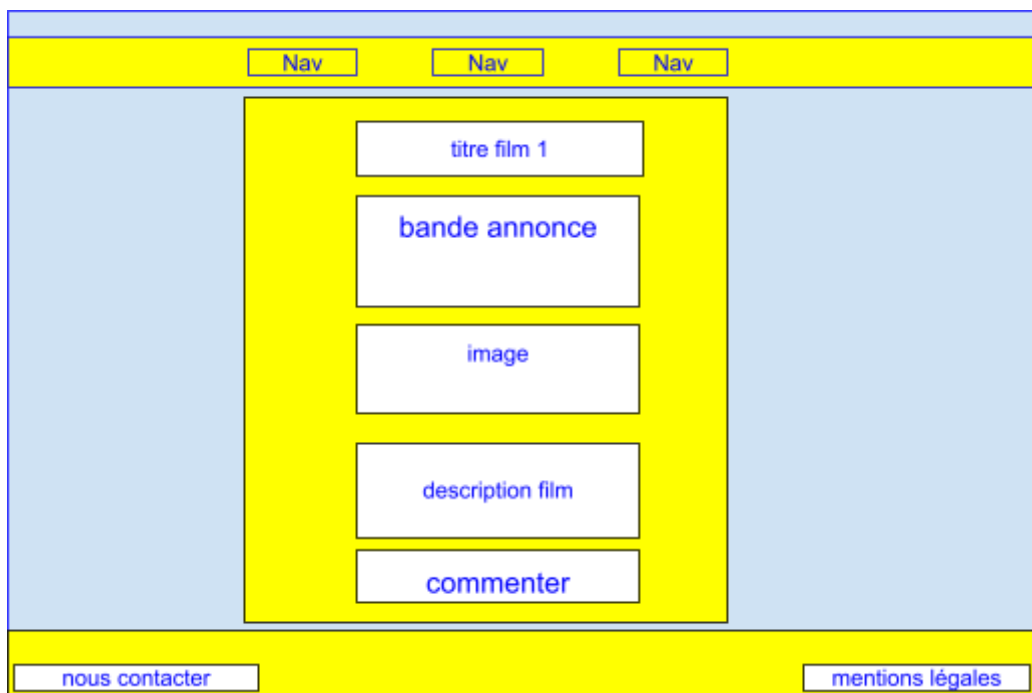 Nav Nav Nav
titre film 1
bande annonce
image
description film
commenter
nous contacter mentions légales